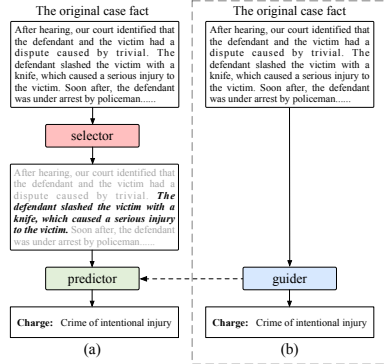 The original case fact
After hearing, our court identified that
the defendant and the victim had a
dispute caused by trivial. The
defendant slashed the victim with a
knife, which caused a serious injury to
the victim. Soon after, the defendant
was under arrest by policeman......
selector
After hearing, our court identified that
the defendant and the victim had a
dispute caused by trivial. The
defendant slashed the victim with a
knife, which caused a serious injury
to the victim. Soon after, the
defendant was under arrest by
policeman......
predictor
Charge: Crime of intentional injury
(a)
The original case fact
After hearing, our court identified that
the defendant and the victim had a
dispute caused by trivial. The
defendant slashed the victim with a
knife, which caused a serious injury to
the victim. Soon after, the defendant
was under arrest by policeman......
guider
Charge: Crime of intentional injury
(b)